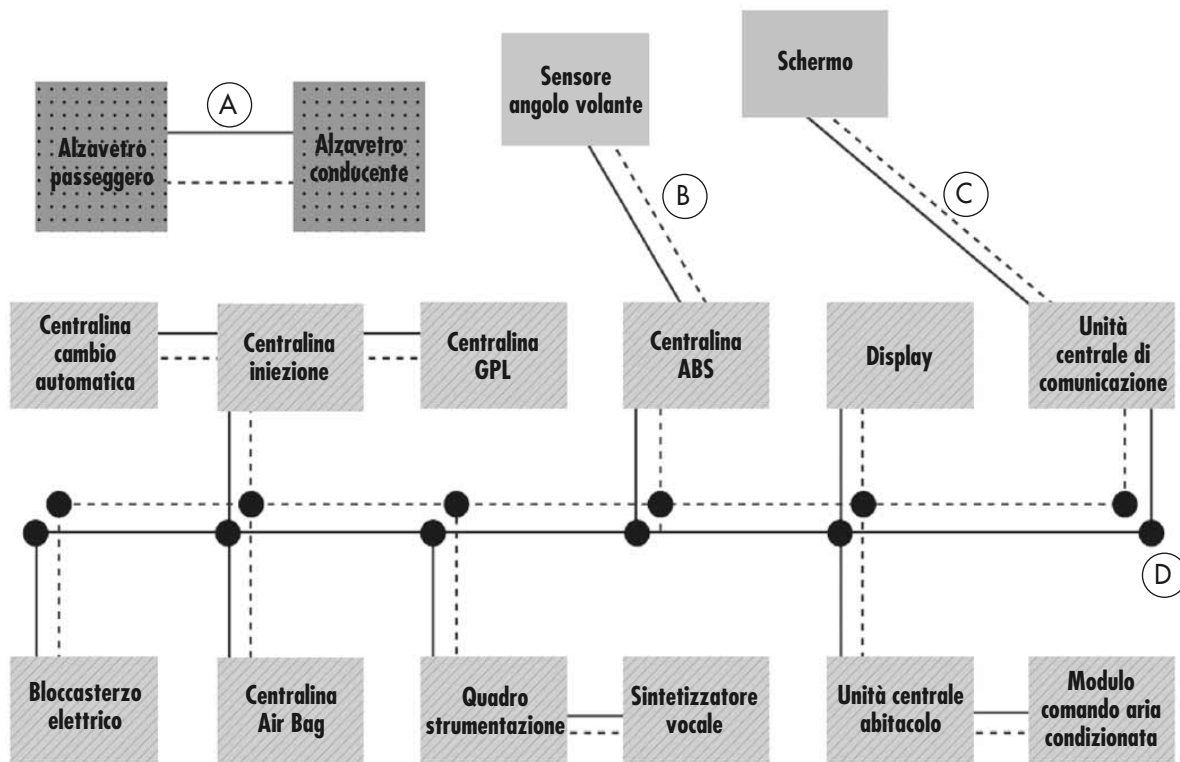 Alzavetro
passeggero
A
Alzavetro
conducente
Sensore
angolo volante
B
Schermo
C
Centralina
cambio
automatica
Centralina
iniezione
Centralina
GPL
Centralina
ABS
Display
Unità
centrale di
comunicazione
D
Bloccasterzo
elettrico
Centralina
Air Bag
Quadro
strumentazione
Sintetizzatore
vocale
Unità centrale
abitacolo
Modulo
comando aria
condizionata